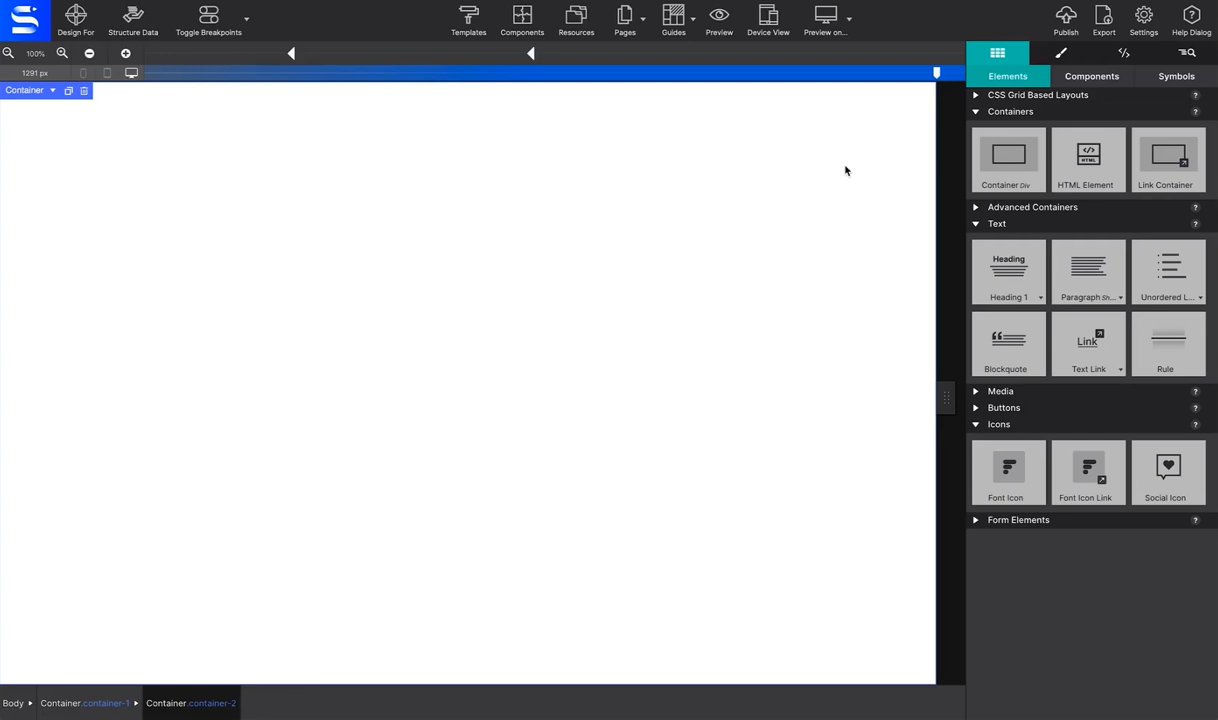 Design For
Structure Data
Toggle Breakpoints
Templates
Components
Resources
Pages
Guides
Preview
Device View
Preview on...
Publish
Export
Settings
Help Dialog
100%
1291 px
Container
Elements
Components
Symbols
CSS Grid Based Layouts ?
Containers ?
Container Div
HTML
HTML Element
Link Container
Advanced Containers ?
Text ?
Heading
Heading 1
Paragraph Sh...
Unordered L...
Blockquote
Link
Text Link
Rule
Media ?
Buttons ?
Icons ?
Font Icon
Font Icon Link
Social Icon
Form Elements ?
Body
Container.container-1
Container.container-2